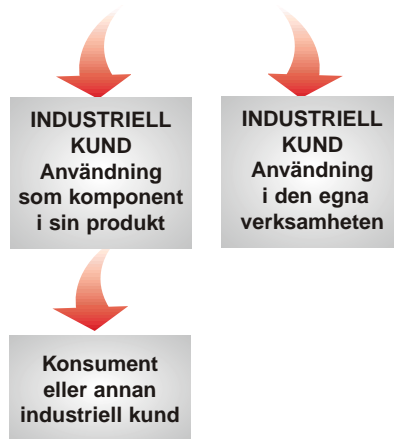 INDUSTRIELL
KUND
Användning
som komponent
i sin produkt
INDUSTRIELL
KUND
Användning
i den egna
verksamheten
Konsument
eller annan
industriell kund